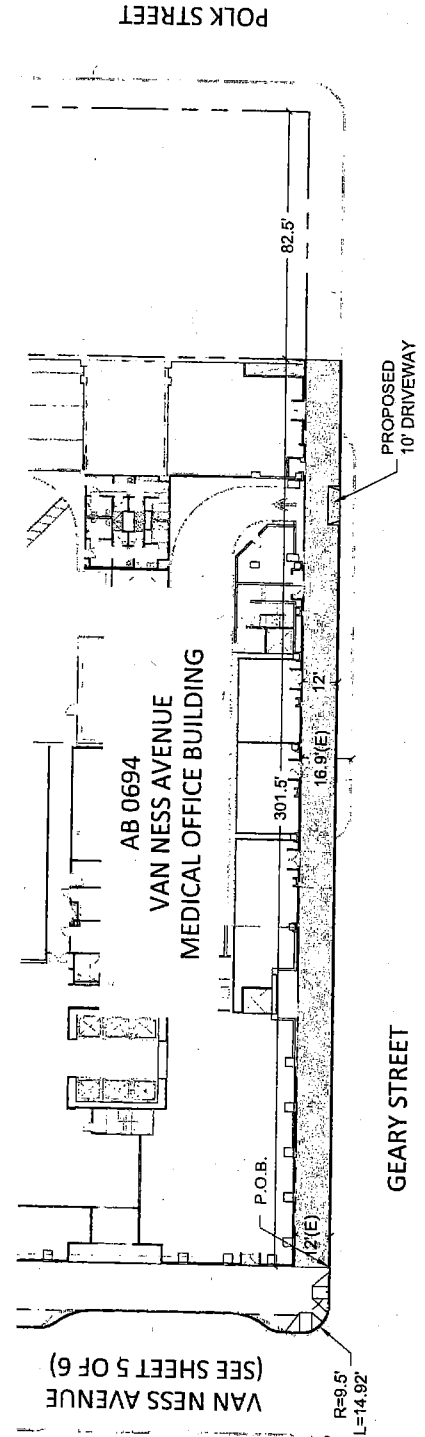 POLK STREET
82.5'
PROPOSED
10' DRIVEWAY
AB 0694
VAN NESS AVENUE
MEDICAL OFFICE BUILDING
12'
16.9'(E)
301.5'
GEARY STREET
P.O.B.
12'(E)
VAN NESS AVENUE
(SEE SHEET 5 OF 6)
R=9.5'
L=14.92'